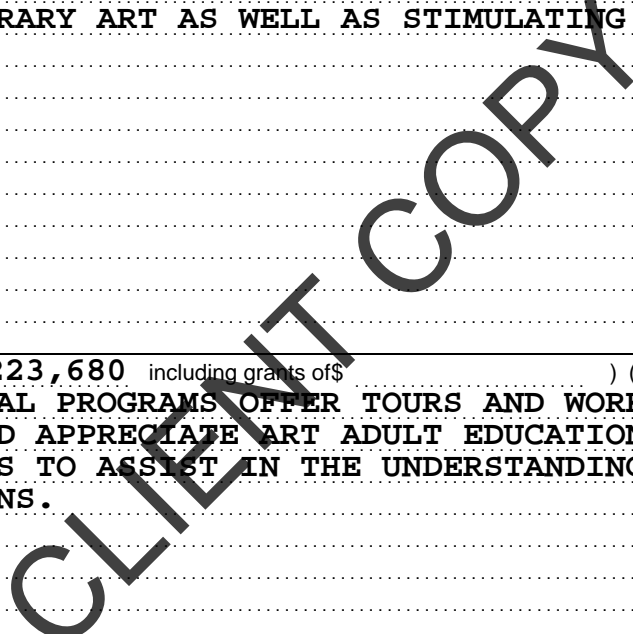 RARY ART AS WELL AS STIMULATING
223,680 including grants of$ ) (
AL PROGRAMS OFFER TOURS AND WORK
D APPRECIATE ART ADULT EDUCATION
S TO ASSIST IN THE UNDERSTANDING
NS.
CLIENT COPY